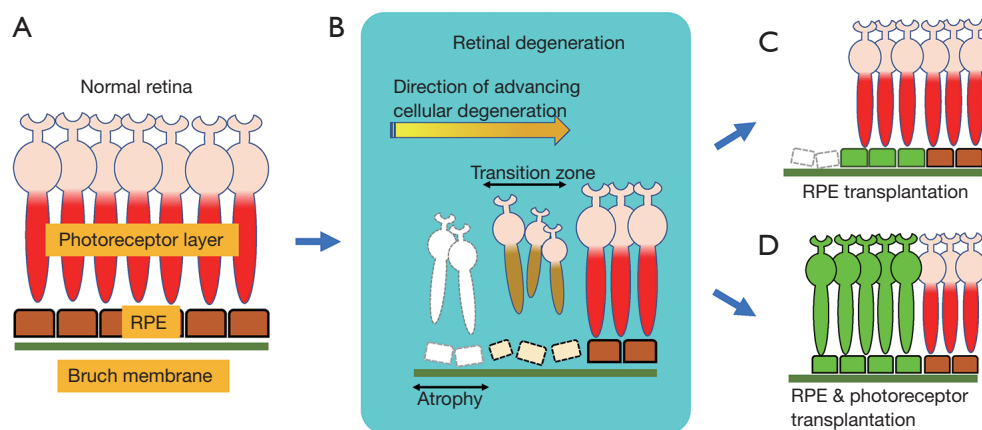 A
Normal retina
Photoreceptor layer
RPE
Bruch membrane
B
Retinal degeneration
Direction of advancing
cellular degeneration
Transition zone
Atrophy
C
RPE transplantation
D
RPE & photoreceptor
transplantation